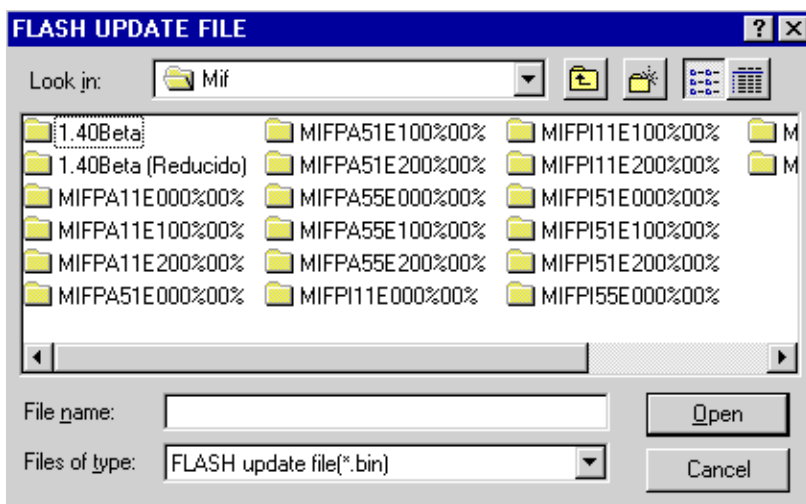 FLASH UPDATE FILE
Look in: Mif
1.40Beta MIFPA51E100%00% MIFPI11E100%00% M
1.40Beta (Reducido) MIFPA51E200%00% MIFPI11E200%00% M
MIFPA11E000%00% MIFPA55E000%00% MIFPI51E000%00%
MIFPA11E100%00% MIFPA55E100%00% MIFPI51E100%00%
MIFPA11E200%00% MIFPA55E200%00% MIFPI51E200%00%
MIFPA51E000%00% MIFPI11E000%00% MIFPI55E000%00%
File name: Open
Files of type: FLASH update file(*.bin) Cancel